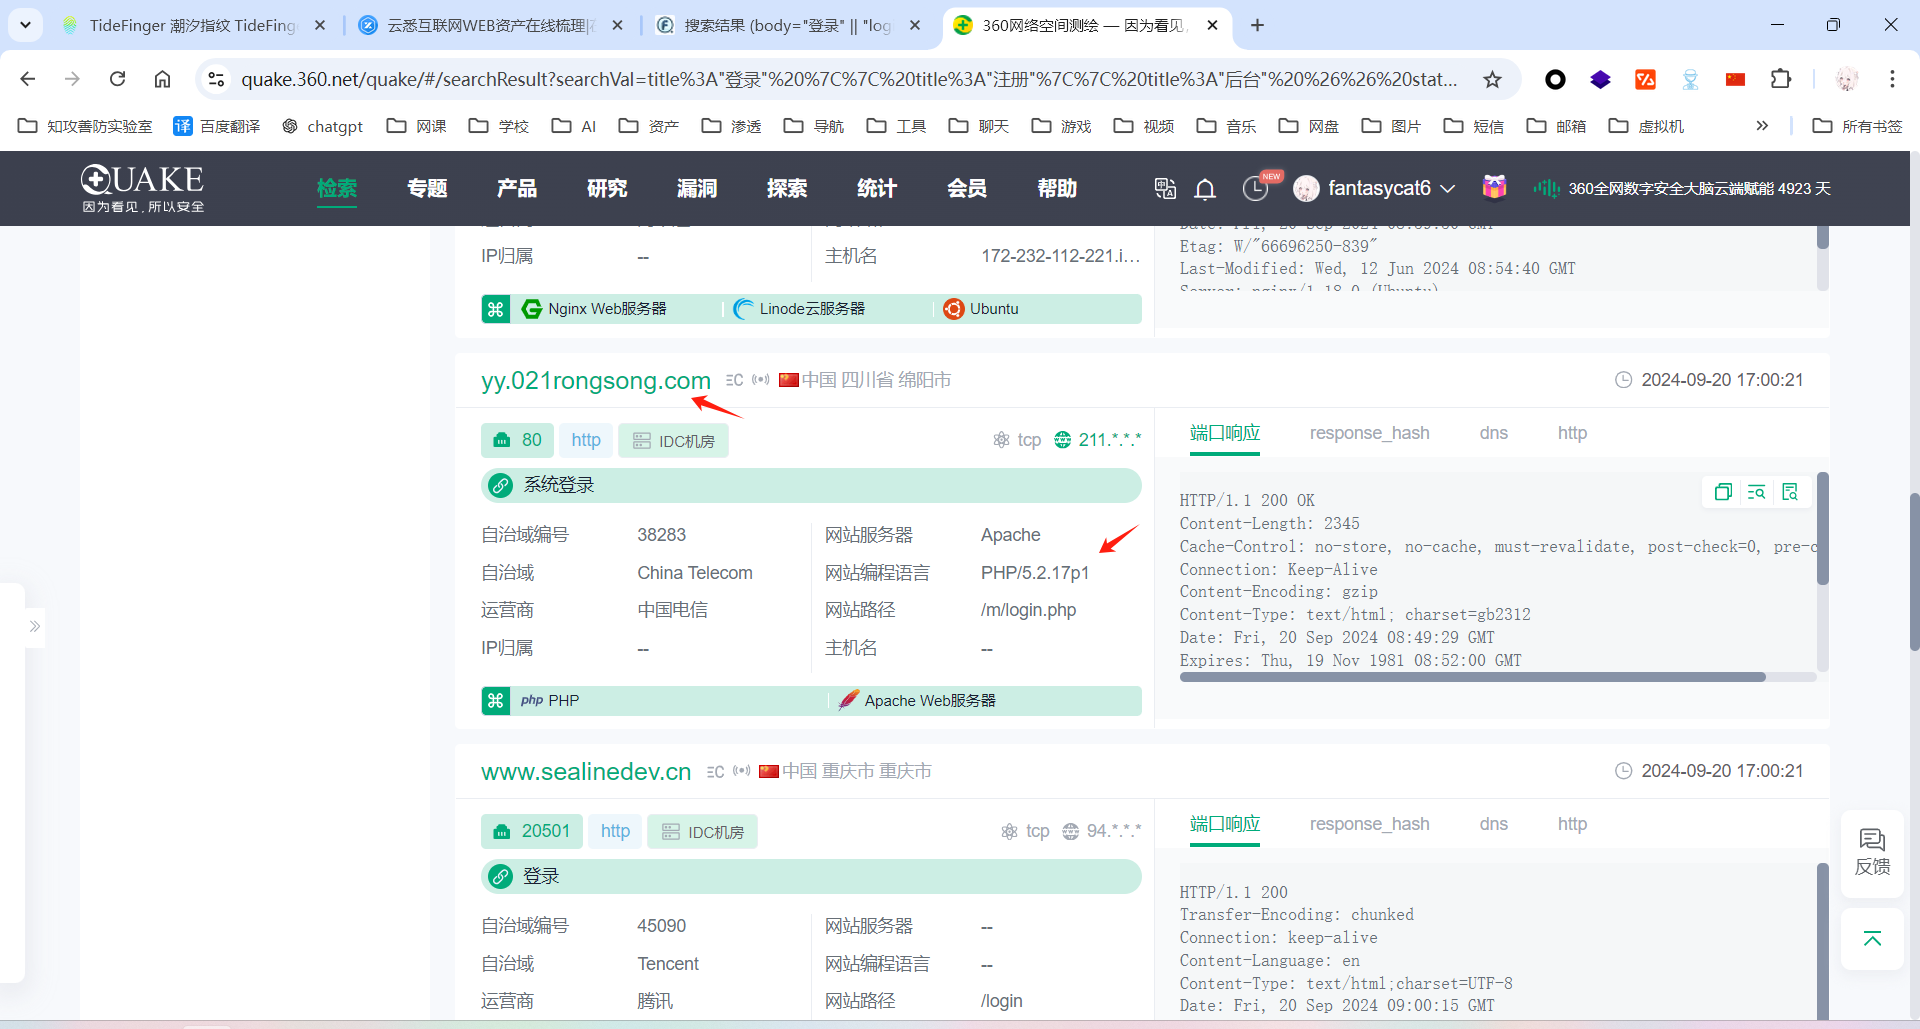 TideFinger 潮汐指纹 TideFing
云悉互联网WEB资产在线梳理|在
搜索结果 (body="登录" || "log
360网络空间测绘 — 因为看见,
quake.360.net/quake/#/searchResult?searchVal=title%3A"登录"%20%7C%7C%20title%3A"注册"%7C%7C%20title%3A"后台"%20%26%26%20stat...
知攻善防实验室
译 百度翻译
chatgpt
网课
学校
AI
资产
渗透
导航
工具
聊天
游戏
视频
音乐
网盘
图片
短信
邮箱
虚拟机
所有书签
QUAKE
因为看见,所以安全
检索
专题
产品
研究
漏洞
探索
统计
会员
帮助
NEW
fantasycat6
360全网数字安全大脑云端赋能 4923 天
IP归属 --
主机名 172-232-112-221.i...
Nginx Web服务器
Linode云服务器
Ubuntu
Date: Fri, 20 Sep 2024 08:59:50 GMT
Etag: W/"66696250-839"
Last-Modified: Wed, 12 Jun 2024 08:54:40 GMT
Server: nginx/1.18.0 (Ubuntu)
yy.021rongsong.com
中国 四川省 绵阳市
2024-09-20 17:00:21
80 http IDC机房
tcp 211.*.*.*
系统登录
自治域编号 38283
网站服务器 Apache
自治域 China Telecom
网站编程语言 PHP/5.2.17p1
运营商 中国电信
网站路径 /m/login.php
IP归属 --
主机名 --
php PHP
Apache Web服务器
端口响应 response_hash dns http
HTTP/1.1 200 OK
Content-Length: 2345
Cache-Control: no-store, no-cache, must-revalidate, post-check=0, pre-c
Connection: Keep-Alive
Content-Encoding: gzip
Content-Type: text/html; charset=gb2312
Date: Fri, 20 Sep 2024 08:49:29 GMT
Expires: Thu, 19 Nov 1981 08:52:00 GMT
www.sealinedev.cn
中国 重庆市 重庆市
2024-09-20 17:00:21
20501 http IDC机房
tcp 94.*.*.*
登录
自治域编号 45090
网站服务器 --
自治域 Tencent
网站编程语言 --
运营商 腾讯
网站路径 /login
端口响应 response_hash dns http
HTTP/1.1 200
Transfer-Encoding: chunked
Connection: keep-alive
Content-Language: en
Content-Type: text/html;charset=UTF-8
Date: Fri, 20 Sep 2024 09:00:15 GMT
反馈